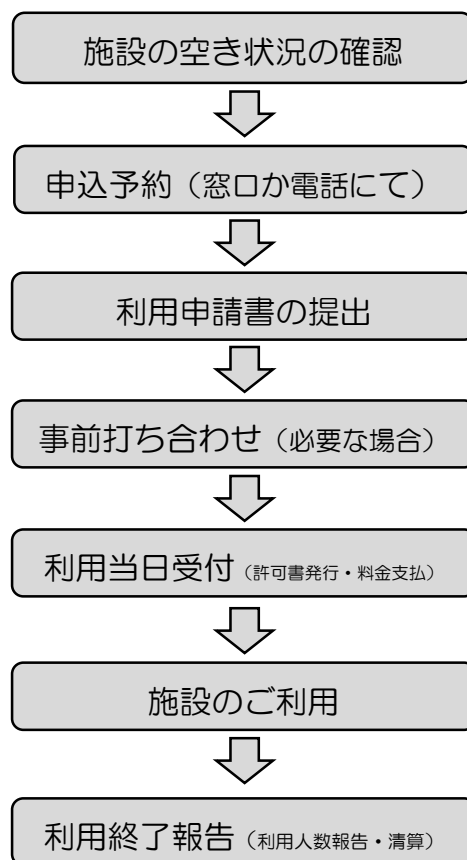 施設の空き状況の確認
申込予約（窓口か電話にて）
利用申請書の提出
事前打ち合わせ（必要な場合）
利用当日受付（許可書発行・料金支払）
施設のご利用
利用終了報告（利用人数報告・清算）